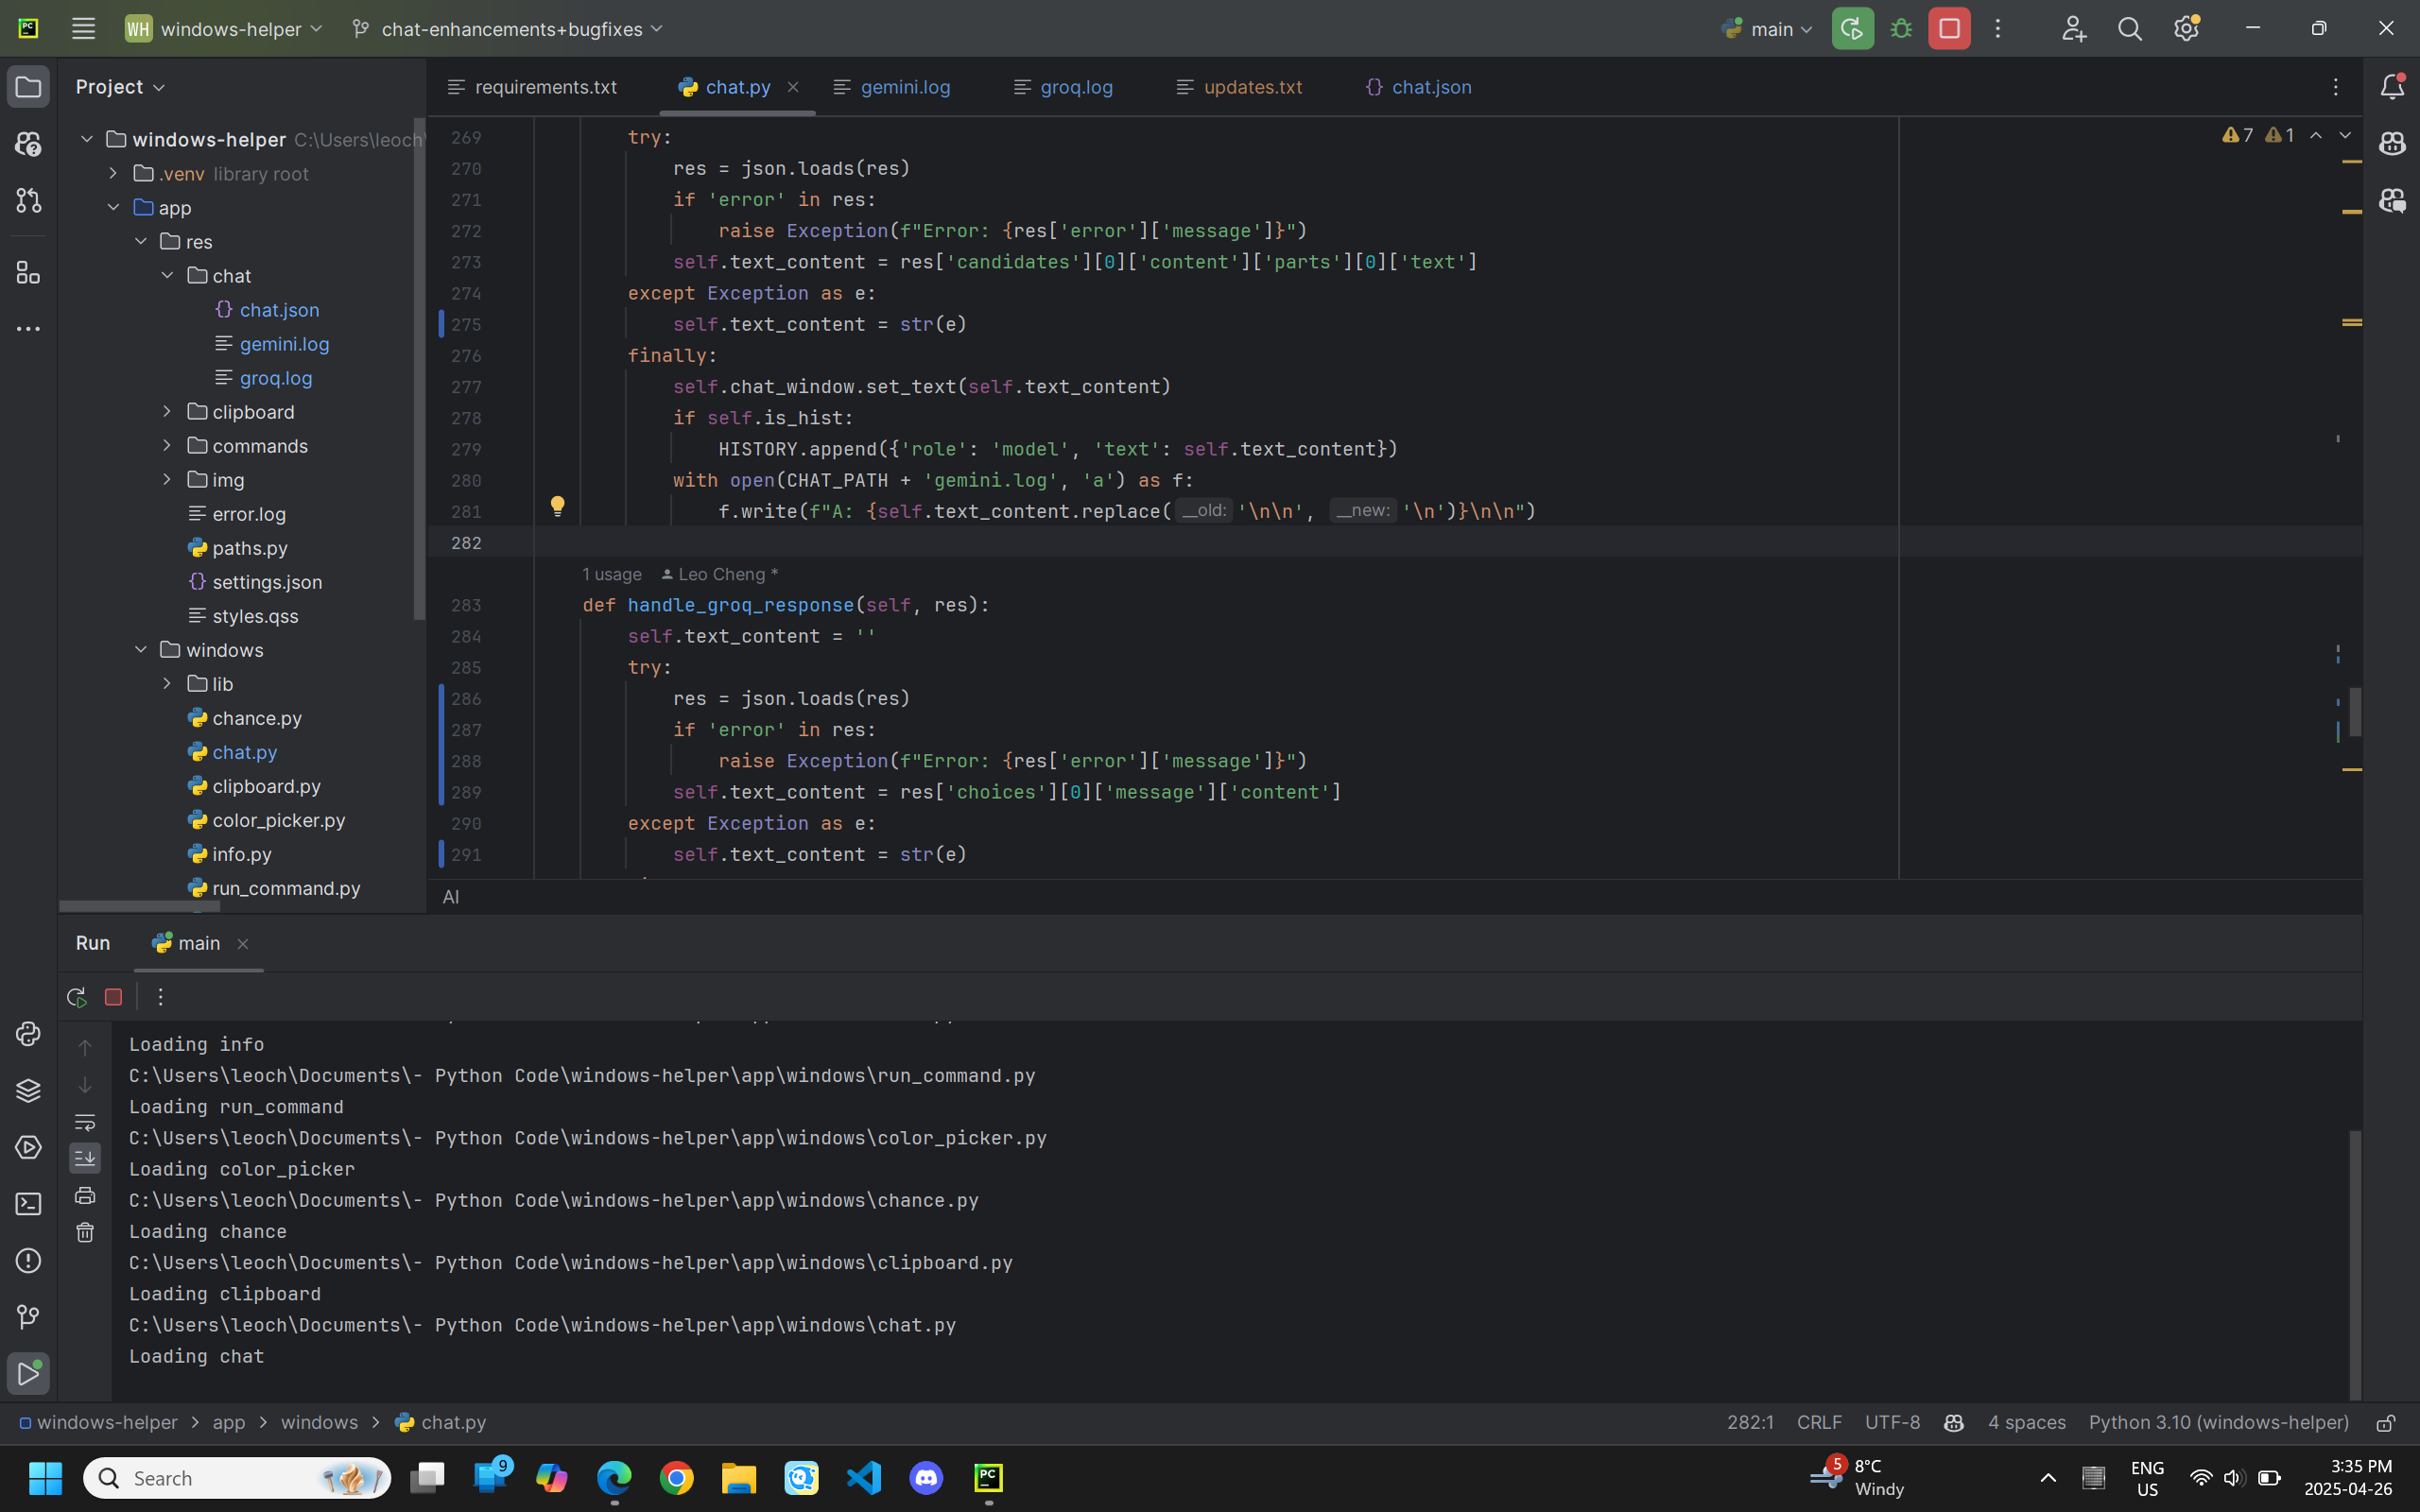 PC WH windows-helper chat-enhancements+bugfixes main
Project
requirements.txt chat.py gemini.log groq.log updates.txt chat.json
windows-helper C:\Users\leoch\
.venv library root
app
res
chat
chat.json
gemini.log
groq.log
clipboard
commands
img
error.log
paths.py
settings.json
styles.qss
windows
lib
chance.py
chat.py
clipboard.py
color_picker.py
info.py
run_command.py
7 1
269 try:
270 res = json.loads(res)
271 if 'error' in res:
272 raise Exception(f"Error: {res['error']['message']}")
273 self.text_content = res['candidates'][0]['content']['parts'][0]['text']
274 except Exception as e:
275 self.text_content = str(e)
276 finally:
277 self.chat_window.set_text(self.text_content)
278 if self.is_hist:
279 HISTORY.append({'role': 'model', 'text': self.text_content})
280 with open(CHAT_PATH + 'gemini.log', 'a') as f:
281 f.write(f"A: {self.text_content.replace( __old: '\n\n', __new: '\n')}\n\n")
282
1 usage Leo Cheng *
283 def handle_groq_response(self, res):
284 self.text_content = ''
285 try:
286 res = json.loads(res)
287 if 'error' in res:
288 raise Exception(f"Error: {res['error']['message']}")
289 self.text_content = res['choices'][0]['message']['content']
290 except Exception as e:
291 self.text_content = str(e)
AI
Run main
Loading info
C:\Users\leoch\Documents\- Python Code\windows-helper\app\windows\run_command.py
Loading run_command
C:\Users\leoch\Documents\- Python Code\windows-helper\app\windows\color_picker.py
Loading color_picker
C:\Users\leoch\Documents\- Python Code\windows-helper\app\windows\chance.py
Loading chance
C:\Users\leoch\Documents\- Python Code\windows-helper\app\windows\clipboard.py
Loading clipboard
C:\Users\leoch\Documents\- Python Code\windows-helper\app\windows\chat.py
Loading chat
windows-helper > app > windows > chat.py 282:1 CRLF UTF-8 4 spaces Python 3.10 (windows-helper)
Search 9 PC 5 8°C ENG 3:35 PM
Windy US 2025-04-26